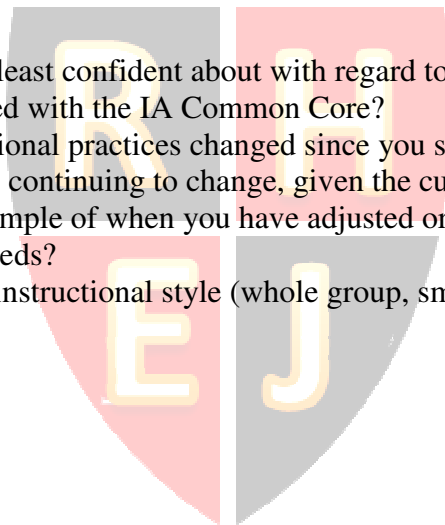 least confident about with regard to
ed with the IA Common Core?
ional practices changed since you s
continuing to change, given the cu
mple of when you have adjusted or
eds?
instructional style (whole group, sm
R H
E J